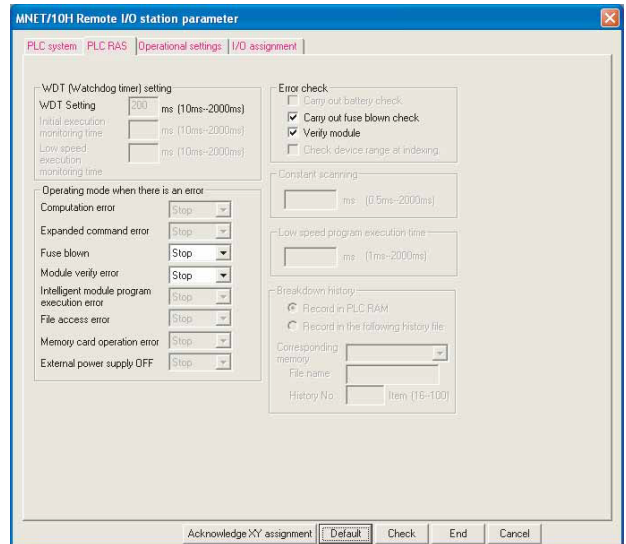 MNET/10H Remote I/O station parameter
PLC system PLC RAS Operational settings I/O assignment
WDT (Watchdog timer) setting
WDT Setting 200 ms (10ms--2000ms)
Initial execution
monitoring time ms (10ms--2000ms)
Low speed
execution
monitoring time ms (10ms--2000ms)
Operating mode when there is an error
Computation error Stop
Expanded command error Stop
Fuse blown Stop
Module verify error Stop
Intelligent module program
execution error Stop
File access error Stop
Memory card operation error Stop
External power supply OFF Stop
Error check
Carry out battery check.
Carry out fuse blown check
Verify module
Check device range at indexing.
Constant scanning
ms (0.5ms--2000ms)
Low speed program execution time
ms (1ms--2000ms)
Breakdown history
Record in PLC RAM
Record in the following history file
Corresponding
memory
File name
History No. Item (16--100)
Acknowledge XY assignment Default Check End Cancel